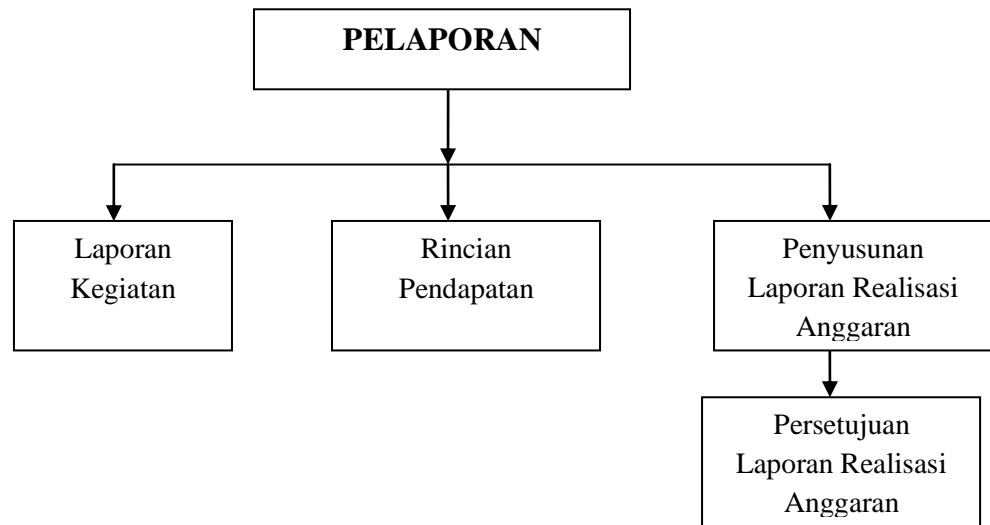 PELAPORAN
Laporan
Kegiatan
Rincian
Pendapatan
Penyusunan
Laporan Realisasi
Anggaran
Persetujuan
Laporan Realisasi
Anggaran